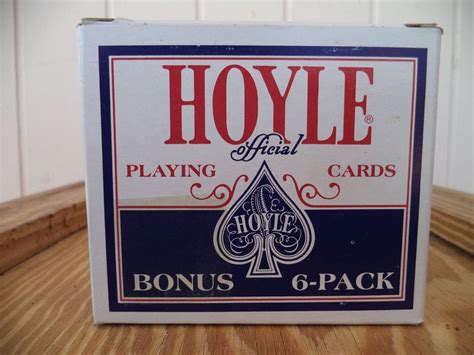 HOYLE®
official
PLAYING CARDS
HOYLE
BONUS 6-PACK